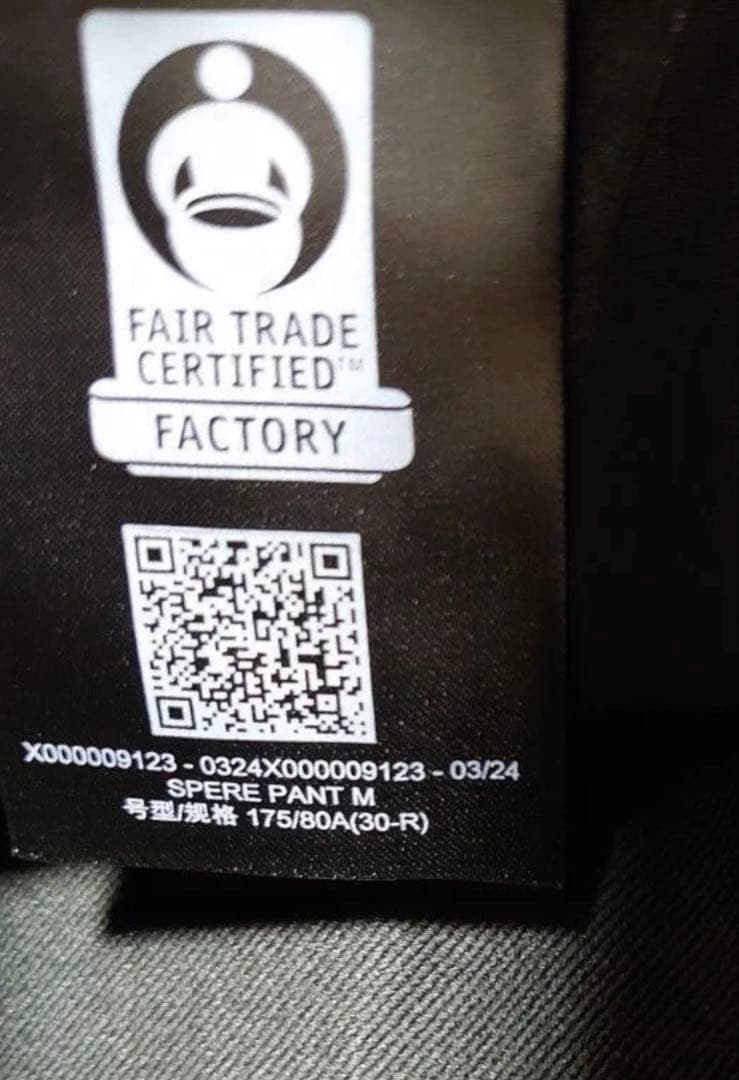 FAIR TRADE
CERTIFIED™
FACTORY
X000009123 - 0324X000009123 - 03/24
SPERE PANT M
号型/规格 175/80A(30-R)